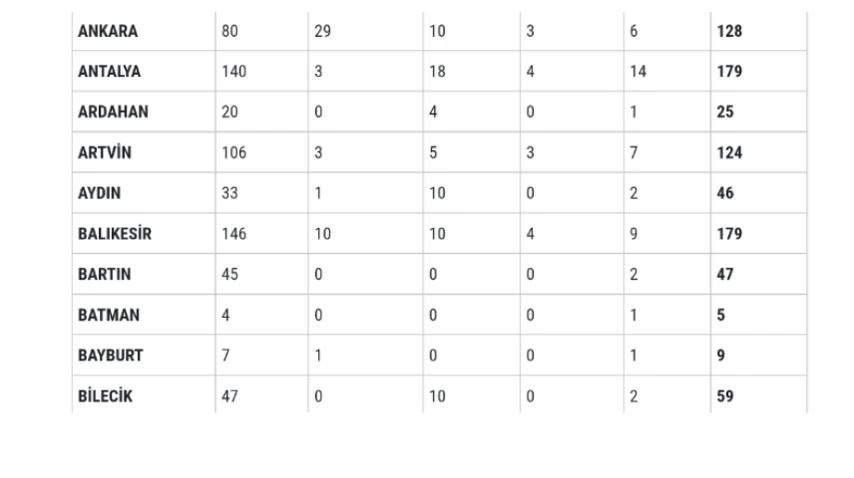 ANKARA 80 29 10 3 6 128
ANTALYA 140 3 18 4 14 179
ARDAHAN 20 0 4 0 1 25
ARTVİN 106 3 5 3 7 124
AYDIN 33 1 10 0 2 46
BALIKESİR 146 10 10 4 9 179
BARTIN 45 0 0 0 2 47
BATMAN 4 0 0 0 1 5
BAYBURT 7 1 0 0 1 9
BİLECİK 47 0 10 0 2 59